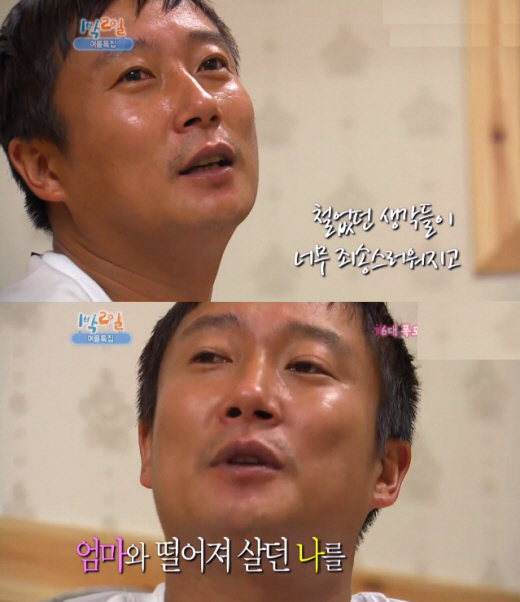 1박2일
여름특집
철없던 생각들이
너무 죄송스러워지고
1박2일
여름특집
6대 폭포
엄마와 떨어져 살던 나를